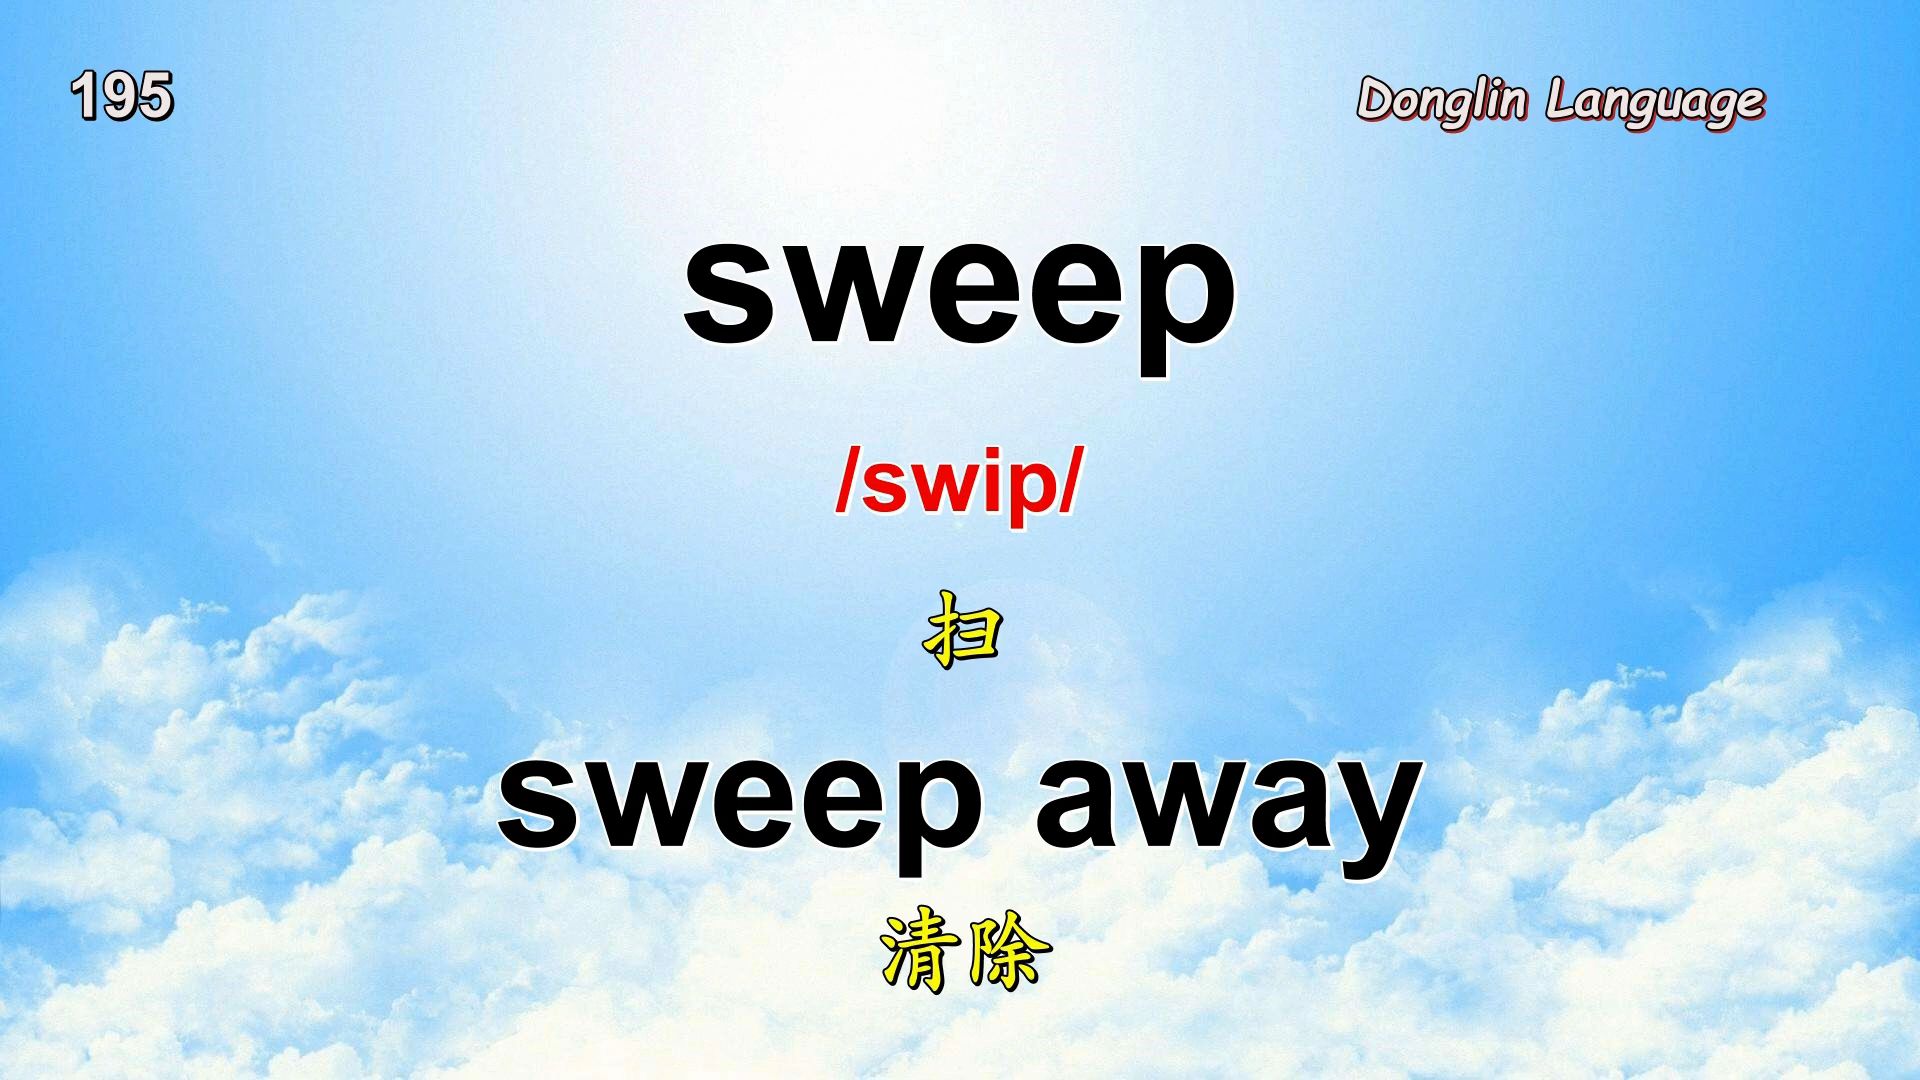 195
Donglin Language
sweep
/swip/
扫
sweep away
清除